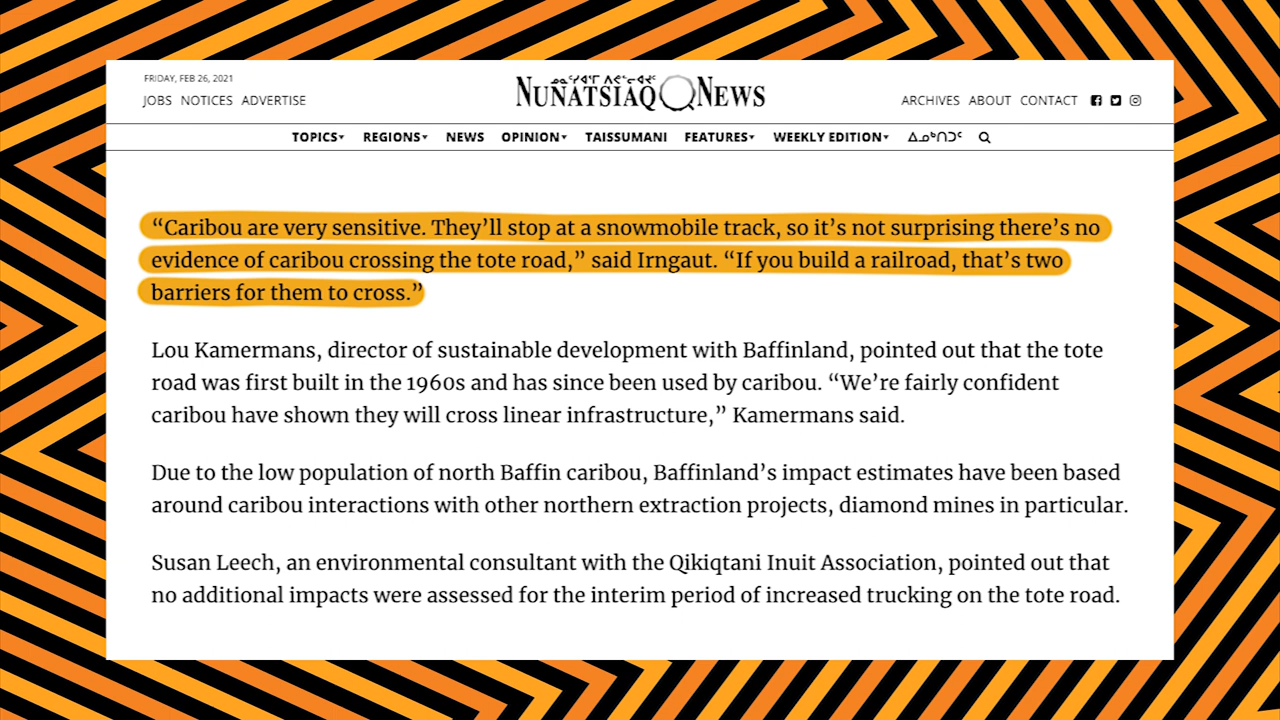 FRIDAY, FEB 26, 2021
JOBS NOTICES ADVERTISE
ᓄᓇᑦᓯᐊᕐᒥ ᐱᕙᓪᓕᐊᔪᑦ
NUNATSIAQ NEWS
ARCHIVES ABOUT CONTACT
TOPICS REGIONS NEWS OPINION TAISSUMANI FEATURES WEEKLY EDITION ᐃᓄᒃᑎᑐᑦ
“Caribou are very sensitive. They’ll stop at a snowmobile track, so it’s not surprising there’s no
evidence of caribou crossing the tote road,” said Irngaut. “If you build a railroad, that’s two
barriers for them to cross.”
Lou Kamermans, director of sustainable development with Baffinland, pointed out that the tote
road was first built in the 1960s and has since been used by caribou. “We’re fairly confident
caribou have shown they will cross linear infrastructure,” Kamermans said.
Due to the low population of north Baffin caribou, Baffinland’s impact estimates have been based
around caribou interactions with other northern extraction projects, diamond mines in particular.
Susan Leech, an environmental consultant with the Qikiqtani Inuit Association, pointed out that
no additional impacts were assessed for the interim period of increased trucking on the tote road.